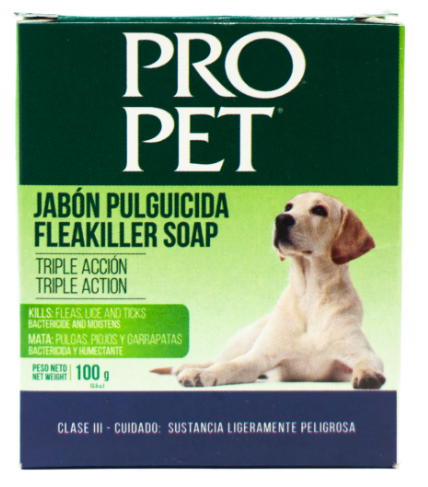 PRO
PET
JABÓN PULGUICIDA
FLEAKILLER SOAP
TRIPLE ACCIÓN
TRIPLE ACTION
KILLS: FLEAS, LICE AND TICKS
BACTERICIDE AND MOISTENS
MATA: PULGAS, PIOJOS Y GARRAPATAS
BACTERICIDA Y HUMECTANTE
PESO NETO
NET WEIGHT 100 g
CLASE III - CUIDADO: SUSTANCIA LIGERAMENTE PELIGROSA